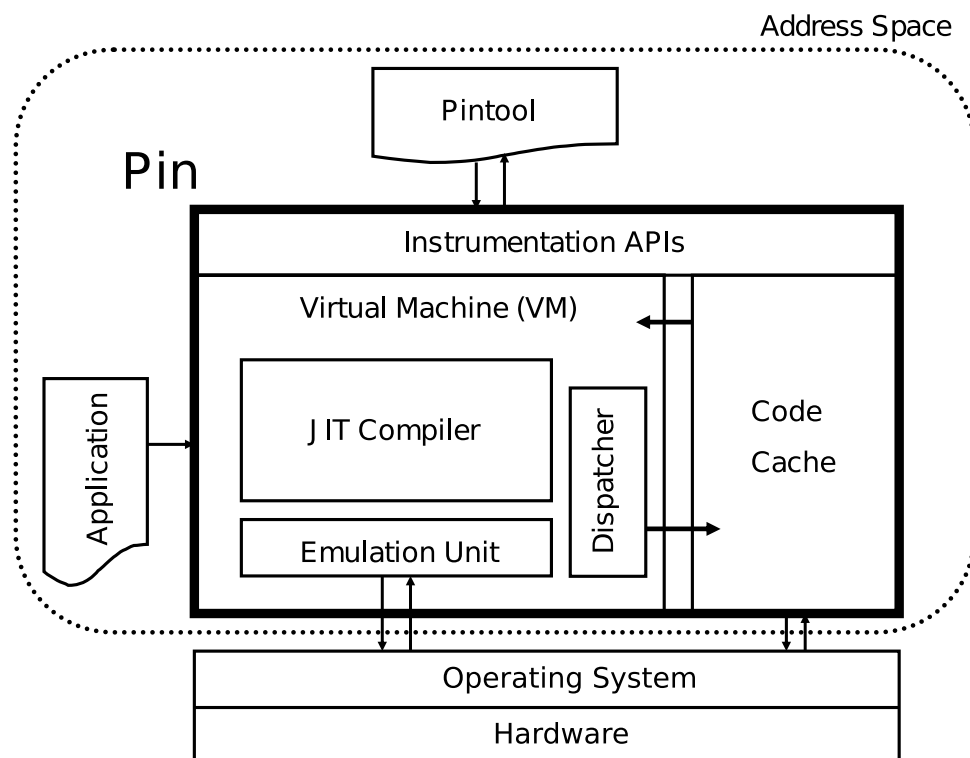 Address Space
Pintool
Pin
Instrumentation APIs
Virtual Machine (VM)
Application
JIT Compiler
Dispatcher
Code
Cache
Emulation Unit
Operating System
Hardware